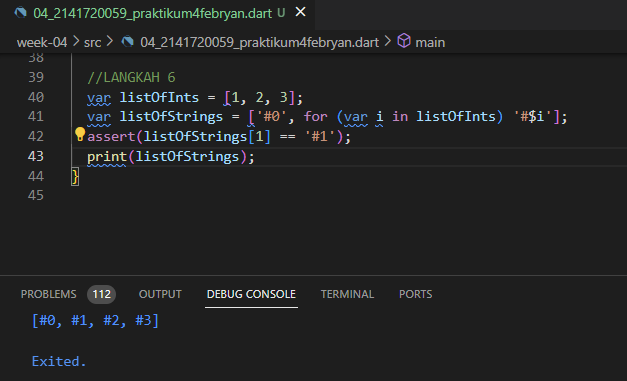 04_2141720059_praktikum4febryan.dart U
week-04 > src > 04_2141720059_praktikum4febryan.dart > main
38
39 //LANGKAH 6
40 var listOfInts = [1, 2, 3];
41 var listOfStrings = ['#0', for (var i in listOfInts) '#$i'];
42 assert(listOfStrings[1] == '#1');
43 print(listOfStrings);
44 }
45
PROBLEMS 112 OUTPUT DEBUG CONSOLE TERMINAL PORTS
[#0, #1, #2, #3]
Exited.